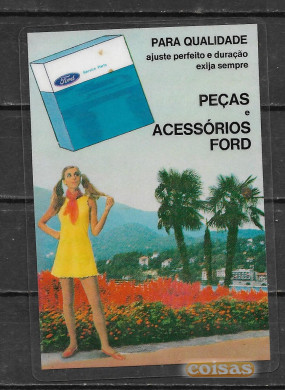 PARA QUALIDADE
ajuste perfeito e duração
exija sempre
Ford
PEÇAS
e
ACESSÓRIOS
FORD
coisas